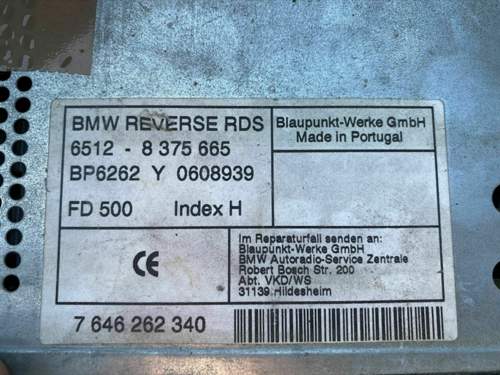 BMW REVERSE RDS
6512 - 8 375 665
BP6262 Y 0608939
FD 500 Index H
Blaupunkt-Werke GmbH
Made in Portugal
Im Reparaturfall senden an:
Blaupunkt-Werke GmbH
BMW Autoradio-Service Zentrale
Robert Bosch Str. 200
Abt. VKD/WS
31139 Hildesheim
CE
7 646 262 340